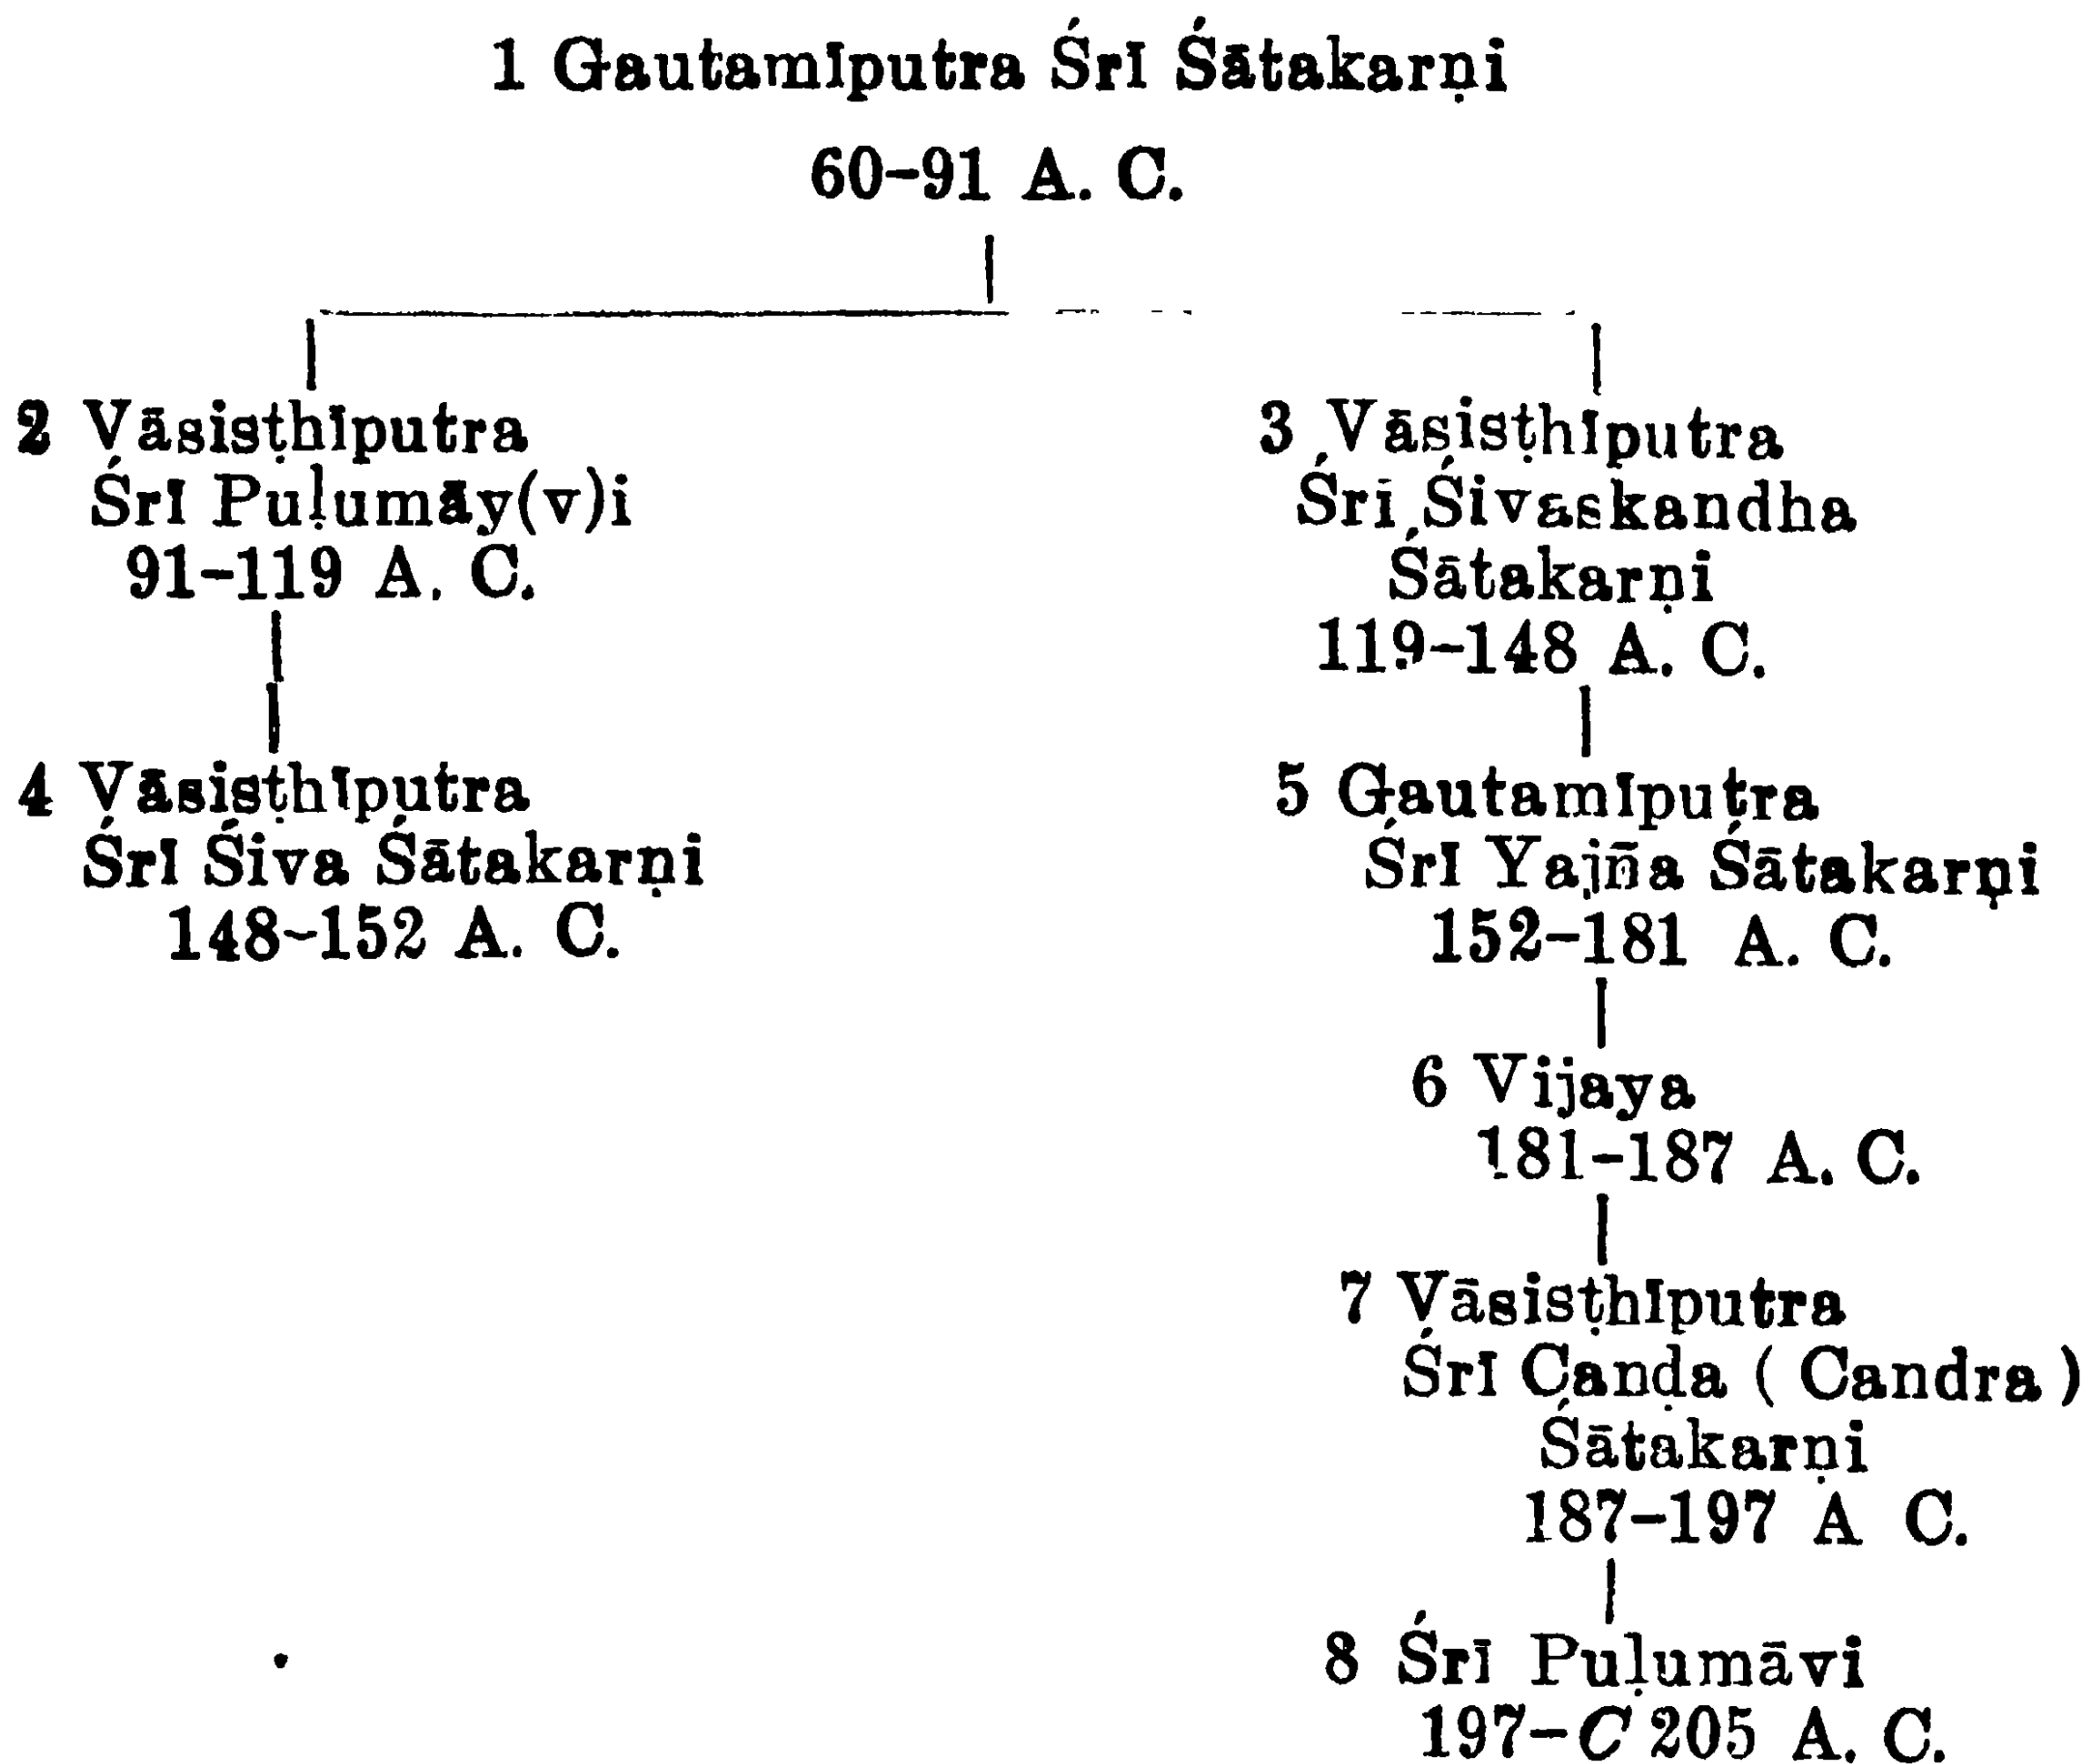 1 Gautamīputra Śrī Śātakarṇi
60-91 A. C.
2 Vāsisṭhīputra
Śrī Puḷumāy(v)i
91-119 A. C.
3 Vāsisṭhīputra
Śrī Śivaskandha
Śātakarṇi
119-148 A. C.
4 Vāsisṭhīputra
Śrī Śiva Śātakarṇi
148-152 A. C.
5 Gautamīputra
Śrī Yajña Śātakarṇi
152-181 A. C.
6 Vijaya
181-187 A. C.
7 Vāsisṭhīputra
Śrī Caṇḍa ( Candra )
Śātakarṇi
187-197 A C.
8 Śrī Puḷumāvi
197-C 205 A. C.